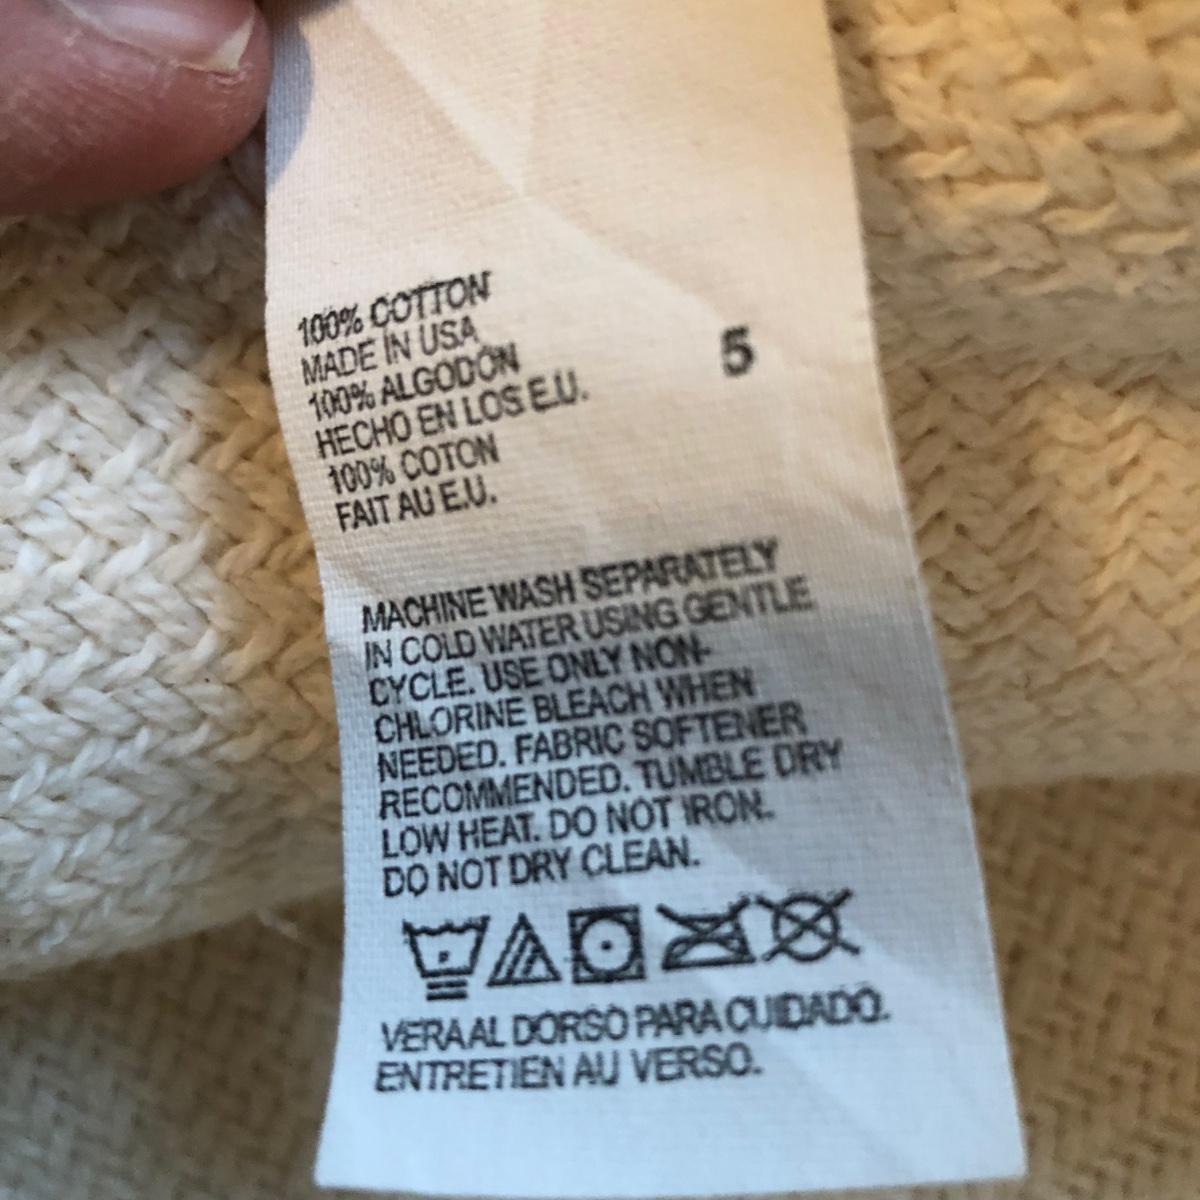 100% COTTON
MADE IN USA
100% ALGODÓN
HECHO EN LOS E.U.
100% COTON
FAIT AU E.U.
5
MACHINE WASH SEPARATELY
IN COLD WATER USING GENTLE
CYCLE. USE ONLY NON-
CHLORINE BLEACH WHEN
NEEDED. FABRIC SOFTENER
RECOMMENDED. TUMBLE DRY
LOW HEAT. DO NOT IRON.
DO NOT DRY CLEAN.
VERA AL DORSO PARA CUIDADO.
ENTRETIEN AU VERSO.